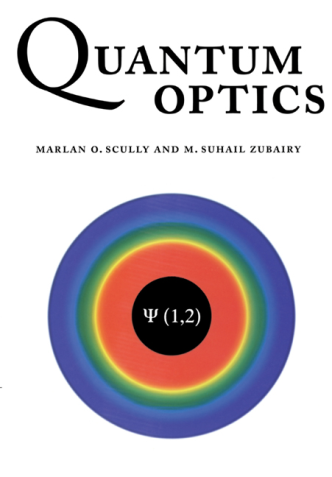 QUANTUM
OPTICS
MARLAN O. SCULLY AND M. SUHAIL ZUBAIRY
Ψ (1,2)